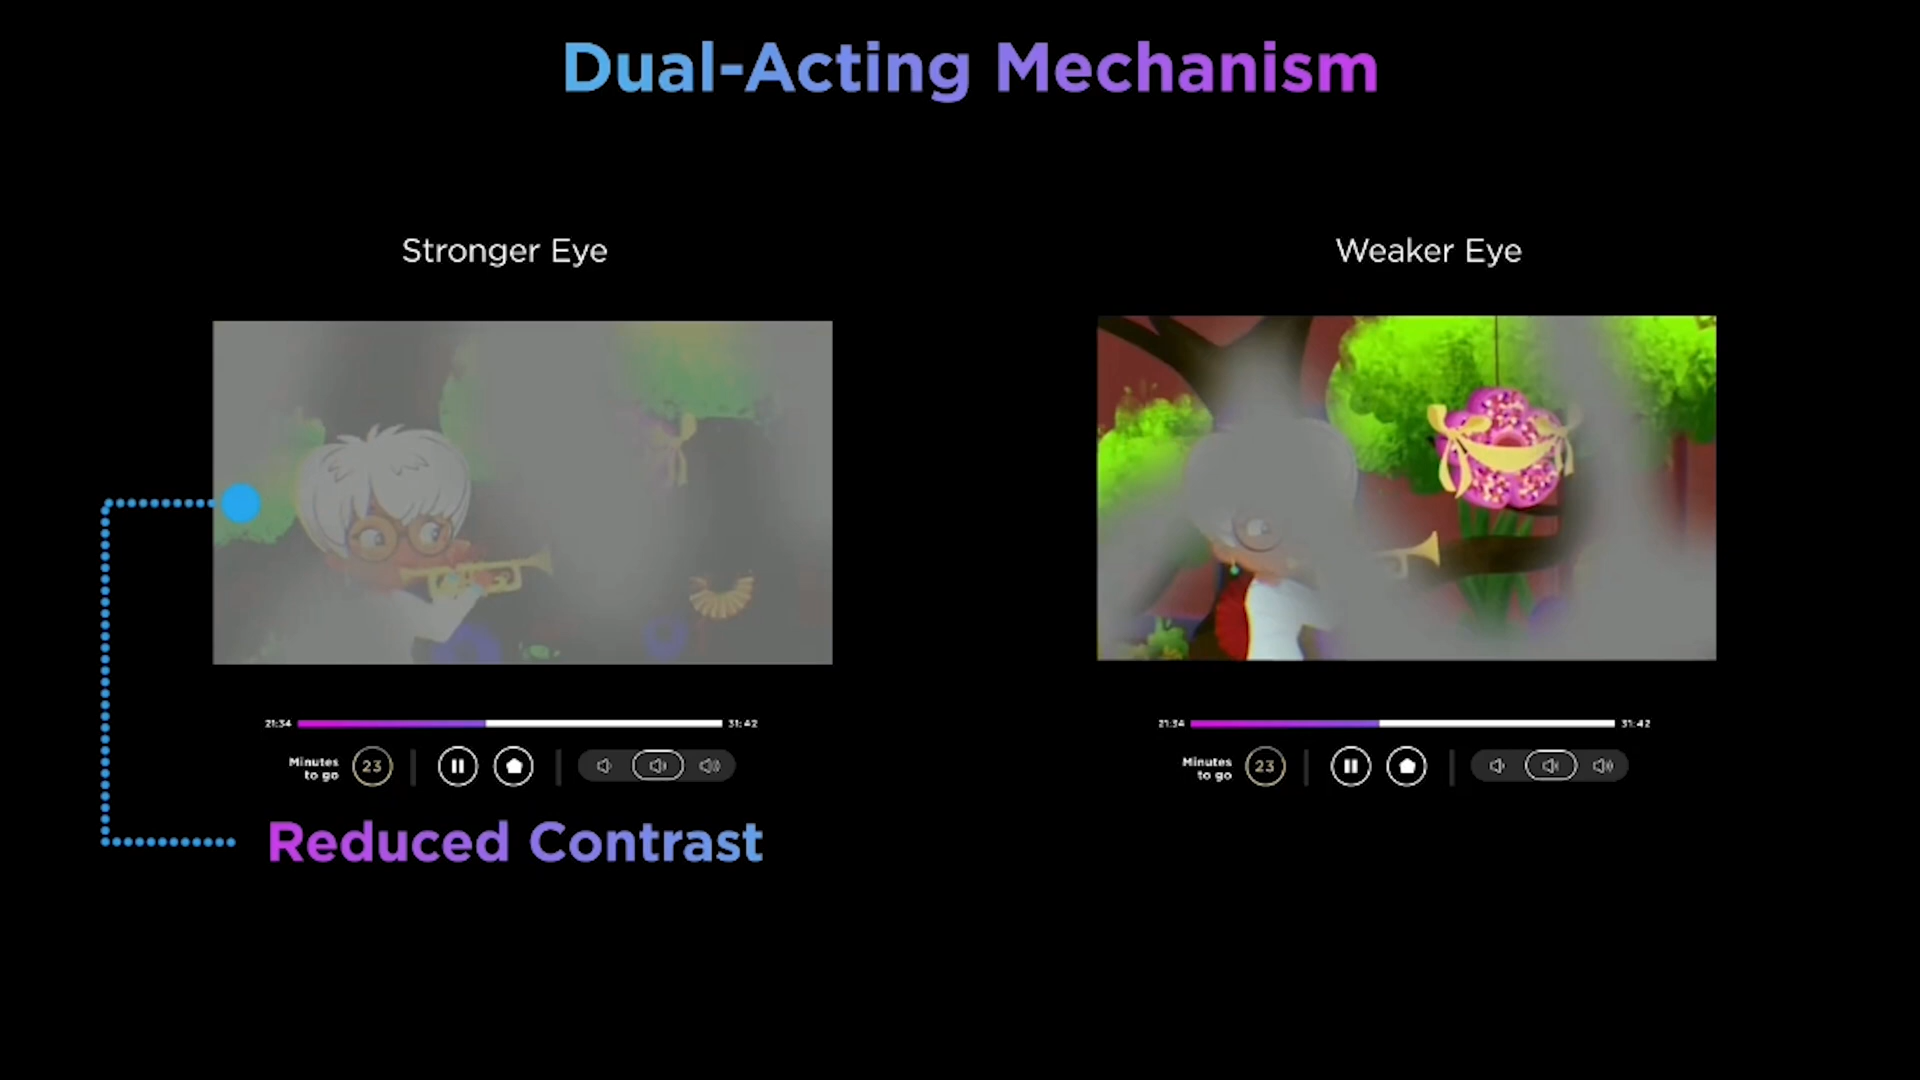 Dual-Acting Mechanism
Stronger Eye
Weaker Eye
21:34
31:42
Minutes
to go
23
21:34
31:42
Minutes
to go
23
Reduced Contrast